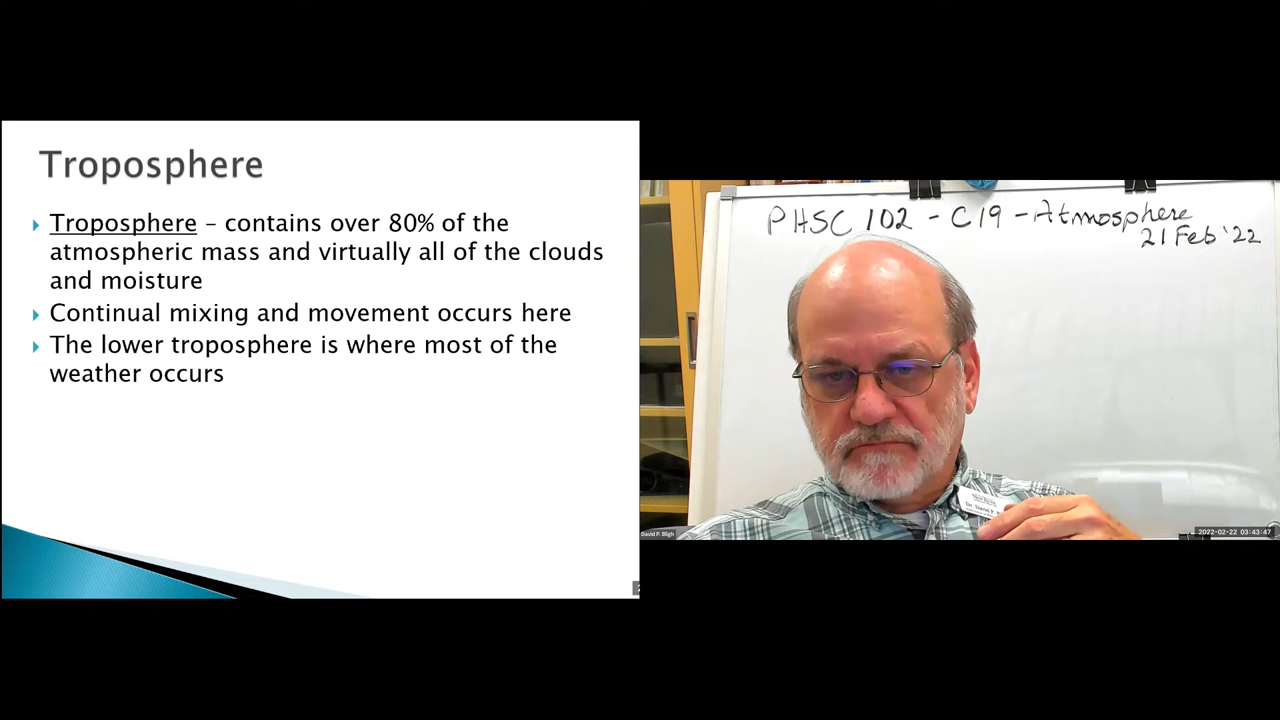 Troposphere
Troposphere – contains over 80% of the
atmospheric mass and virtually all of the clouds
and moisture
Continual mixing and movement occurs here
The lower troposphere is where most of the
weather occurs
PHSC 102 - C19 - Atmosphere
21 Feb '22
Dr. David P.
David P. Bligh
2022-02-22 03:43:47